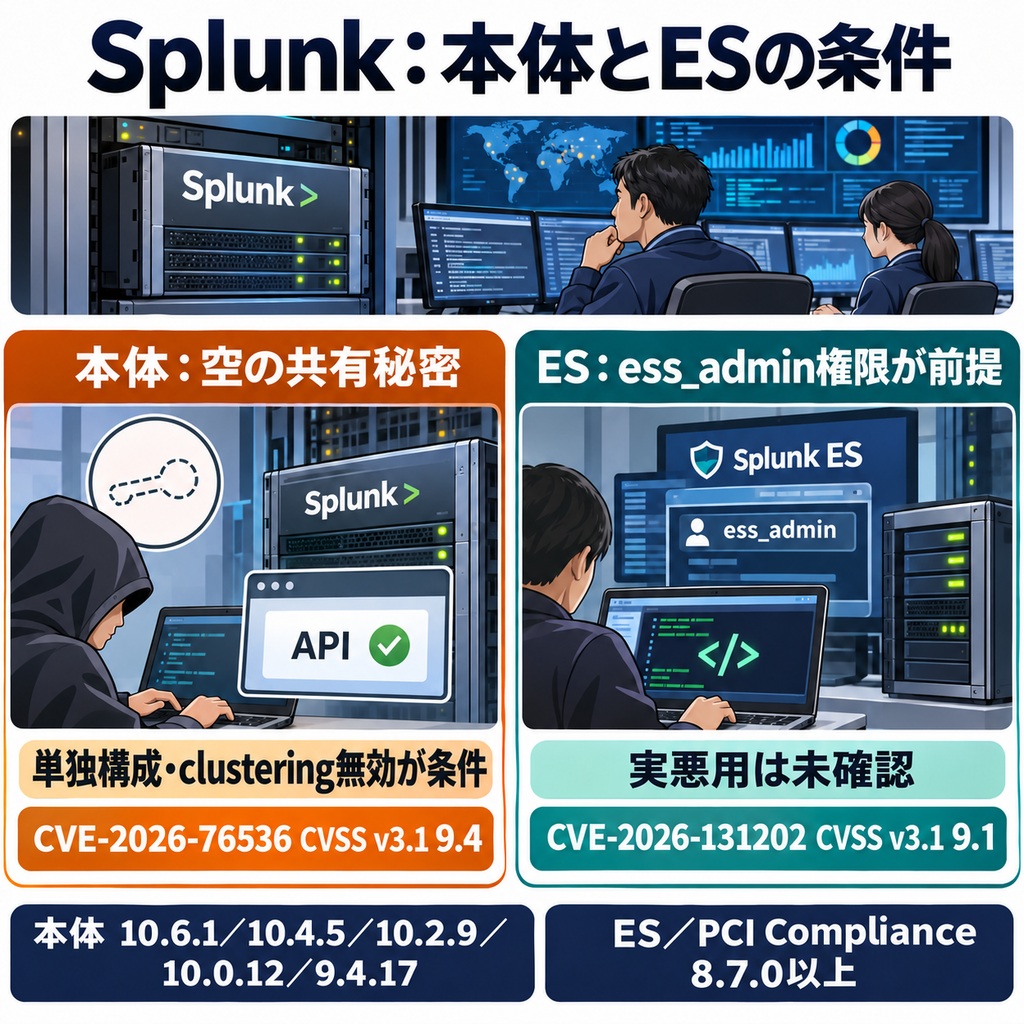 Splunk：本体とESの条件
Splunk>
本体：空の共有秘密
Splunk>
API
単独構成・clustering無効が条件
CVE-2026-76536 CVSS v3.1 9.4
ES：ess_admin権限が前提
Splunk ES
ess_admin
</>
実悪用は未確認
CVE-2026-131202 CVSS v3.1 9.1
本体 10.6.1／10.4.5／10.2.9／
10.0.12／9.4.17
ES／PCI Compliance
8.7.0以上